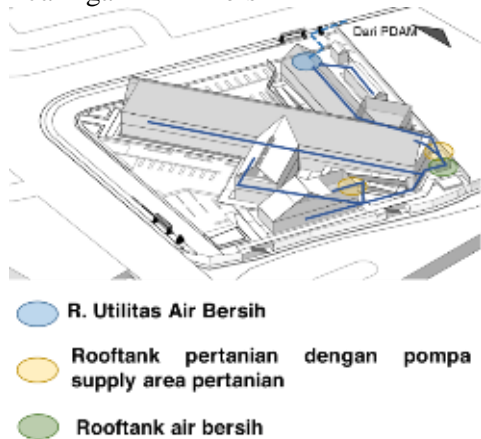 Dari PDAM
R. Utilitas Air Bersih
Rooftank pertanian dengan pompa
supply area pertanian
Rooftank air bersih